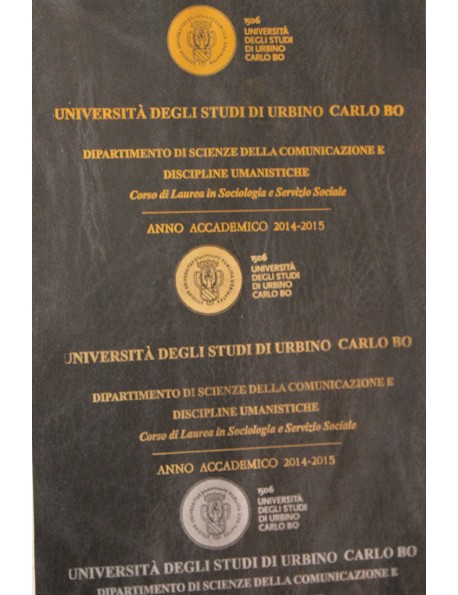 1506
UNIVERSITÀ
DEGLI STUDI
DI URBINO
CARLO BO
UNIVERSITÀ DEGLI STUDI DI URBINO CARLO BO
DIPARTIMENTO DI SCIENZE DELLA COMUNICAZIONE E
DISCIPLINE UMANISTICHE
Corso di Laurea in Sociologia e Servizio Sociale
ANNO ACCADEMICO 2014-2015
1506
UNIVERSITÀ
DEGLI STUDI
DI URBINO
CARLO BO
UNIVERSITÀ DEGLI STUDI DI URBINO CARLO BO
DIPARTIMENTO DI SCIENZE DELLA COMUNICAZIONE E
DISCIPLINE UMANISTICHE
Corso di Laurea in Sociologia e Servizio Sociale
ANNO ACCADEMICO 2014-2015
1506
UNIVERSITÀ
DEGLI STUDI
DI URBINO
CARLO BO
UNIVERSITÀ DEGLI STUDI DI URBINO CARLO BO
DIPARTIMENTO DI SCIENZE DELLA COMUNICAZIONE E